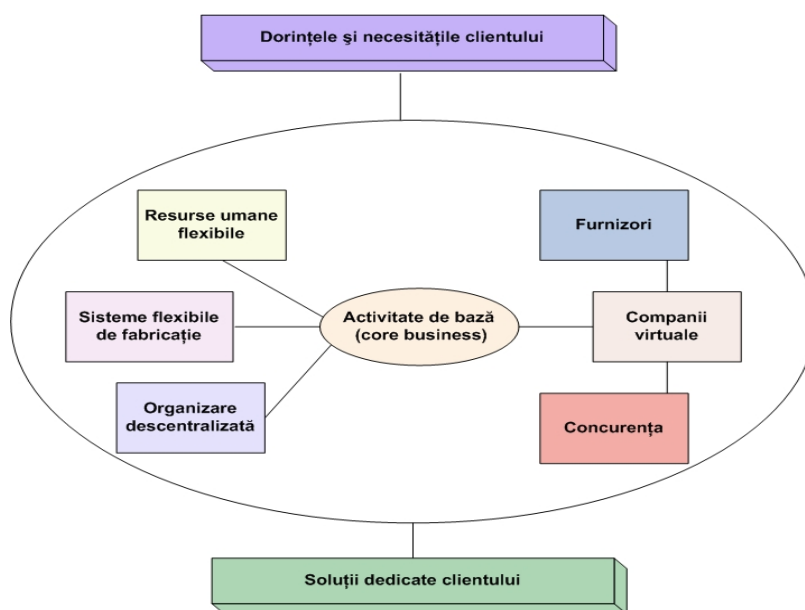 Dorințele şi necesitățile clientului
Resurse umane
flexibile
Furnizori
Sisteme flexibile
de fabricație
Activitate de bază
(core business)
Companii
virtuale
Organizare
descentralizată
Concurența
Soluții dedicate clientului